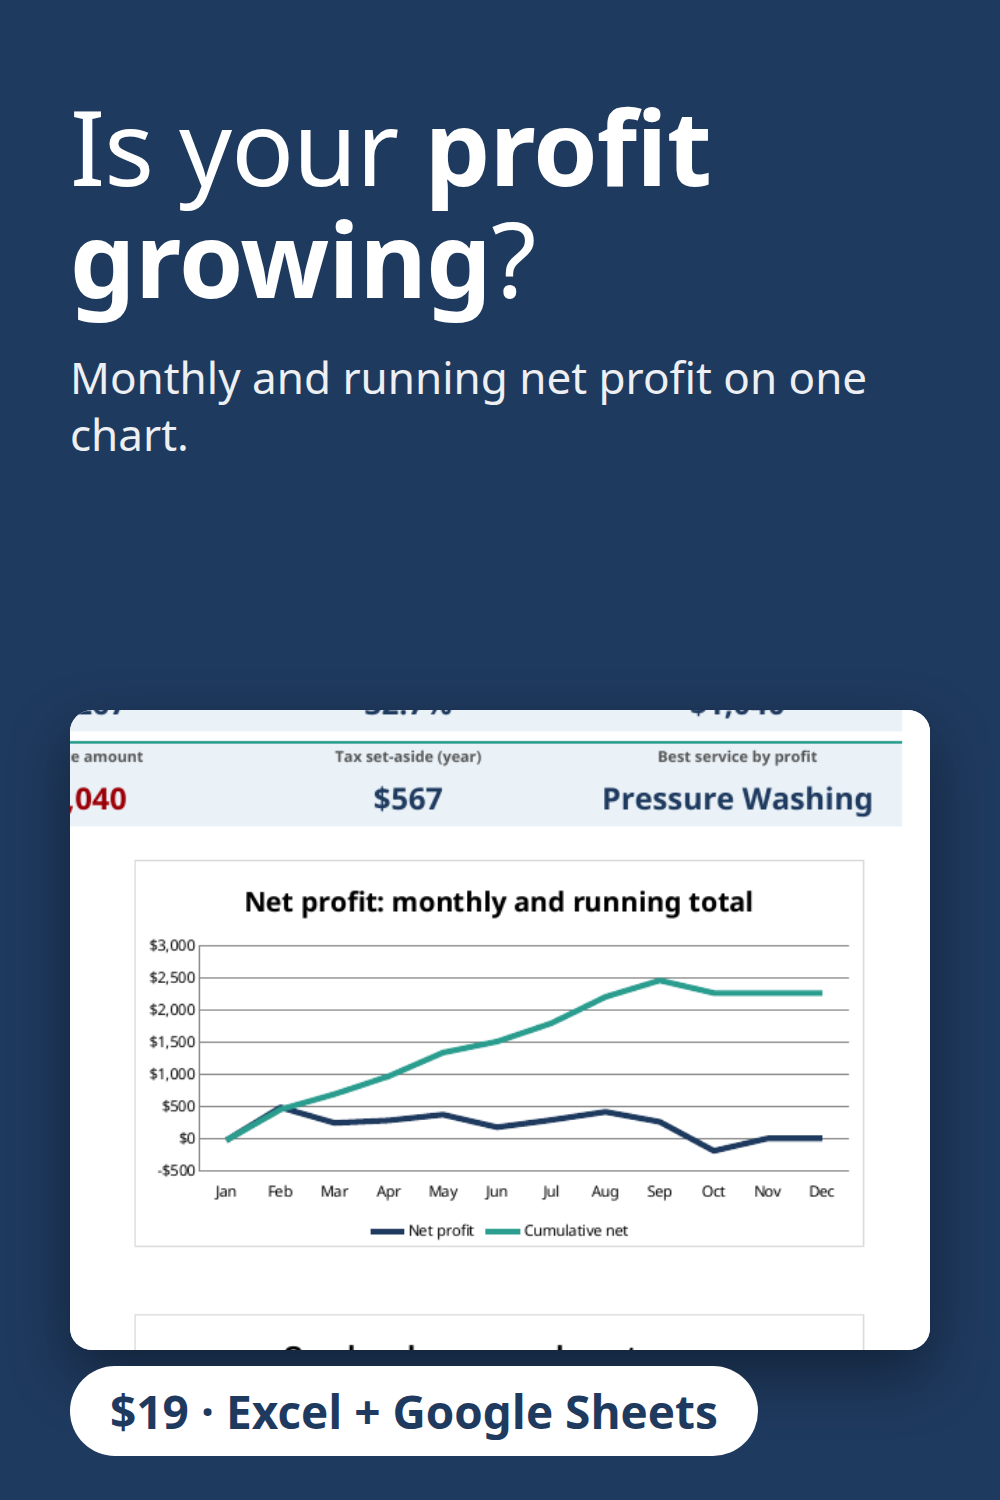 Is your profit
growing?
Monthly and running net profit on one
chart.
e amount Tax set-aside (year) Best service by profit
,040 $567 Pressure Washing
Net profit: monthly and running total
$3,000
$2,500
$2,000
$1,500
$1,000
$500
$0
-$500
Jan Feb Mar Apr May Jun Jul Aug Sep Oct Nov Dec
Net profit Cumulative net
$19 · Excel + Google Sheets